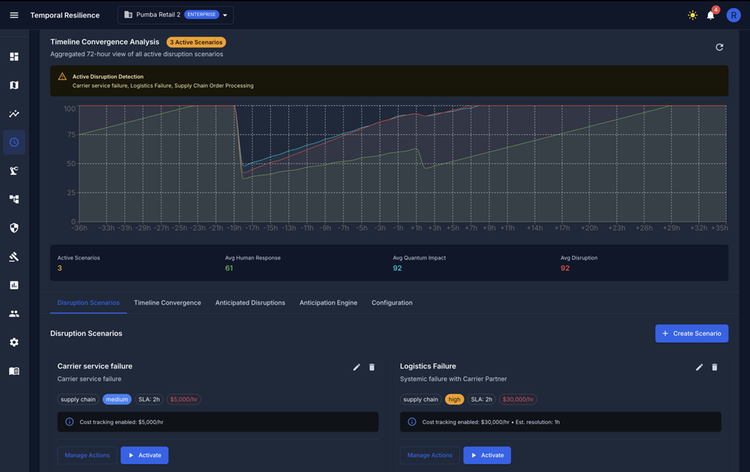 Temporal Resilience
Pumba Retail 2 ENTERPRISE
4
R
Timeline Convergence Analysis 3 Active Scenarios
Aggregated 72-hour view of all active disruption scenarios
Active Disruption Detection
Carrier service failure, Logistics Failure, Supply Chain Order Processing
100
75
50
25
0
-36h -33h -31h -29h -27h -25h -23h -21h -19h -17h -15h -13h -11h -9h -7h -5h -3h -1h +1h +3h +5h +7h +9h +11h +14h +17h +20h +23h +26h +29h +32h +35h
Active Scenarios Avg Human Response Avg Quantum Impact Avg Disruption
3 61 92 92
Disruption Scenarios Timeline Convergence Anticipated Disruptions Anticipation Engine Configuration
Disruption Scenarios
+ Create Scenario
Carrier service failure
Carrier service failure
supply chain medium SLA: 2h $5,000/hr
Cost tracking enabled: $5,000/hr
Manage Actions Activate
Logistics Failure
Systemic failure with Carrier Partner
supply chain high SLA: 2h $30,000/hr
Cost tracking enabled: $30,000/hr • Est. resolution: 1h
Manage Actions Activate